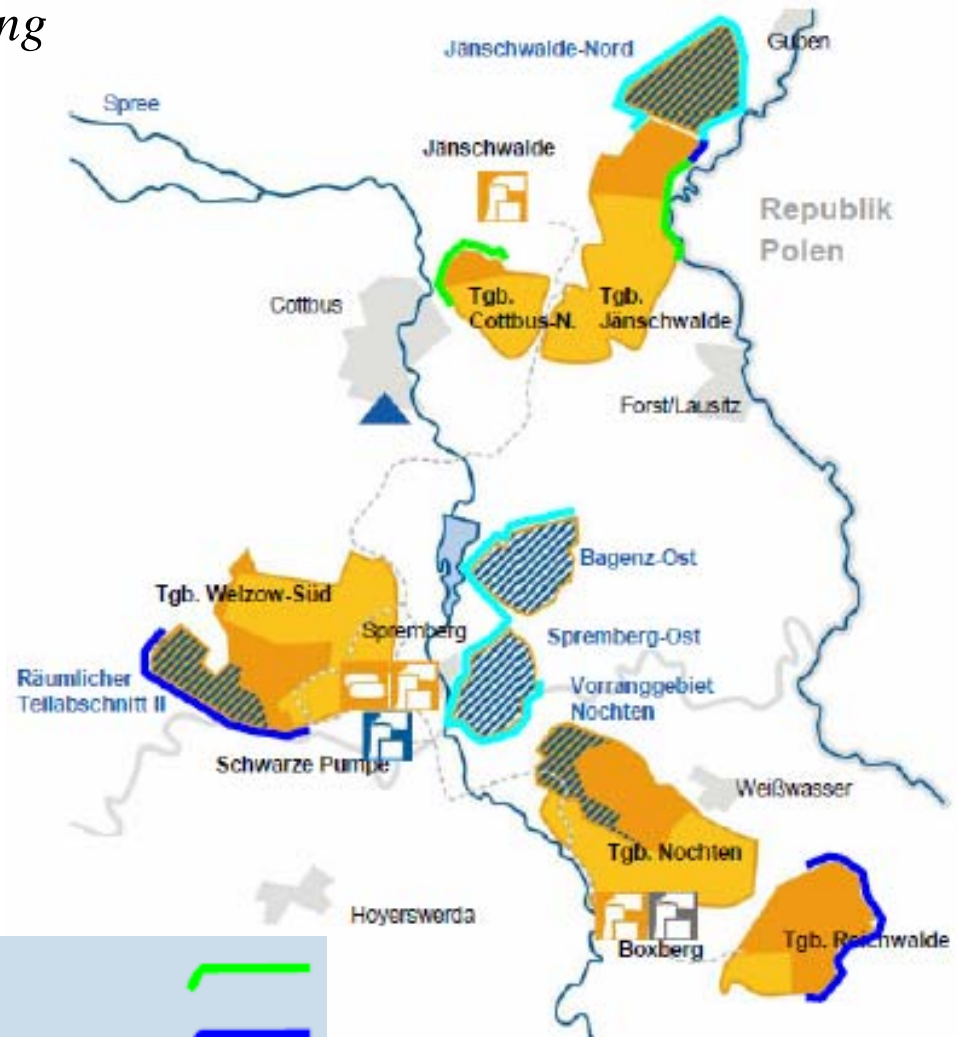 ng
Jänschwalde-Nord
Guben
Spree
Jänschwalde
Republik
Polen
Cottbus
Tgb.
Cottbus-N.
Tgb.
Jänschwalde
Forst/Lausitz
Bagenz-Ost
Tgb. Welzow-Süd
Spremberg
Spremberg-Ost
Räumlicher
Teilabschnitt II
Vorranggebiet
Nochten
Schwarze Pumpe
Weißwasser
Tgb. Nochten
Hoyerswerda
Boxberg
Tgb. Reichwalde